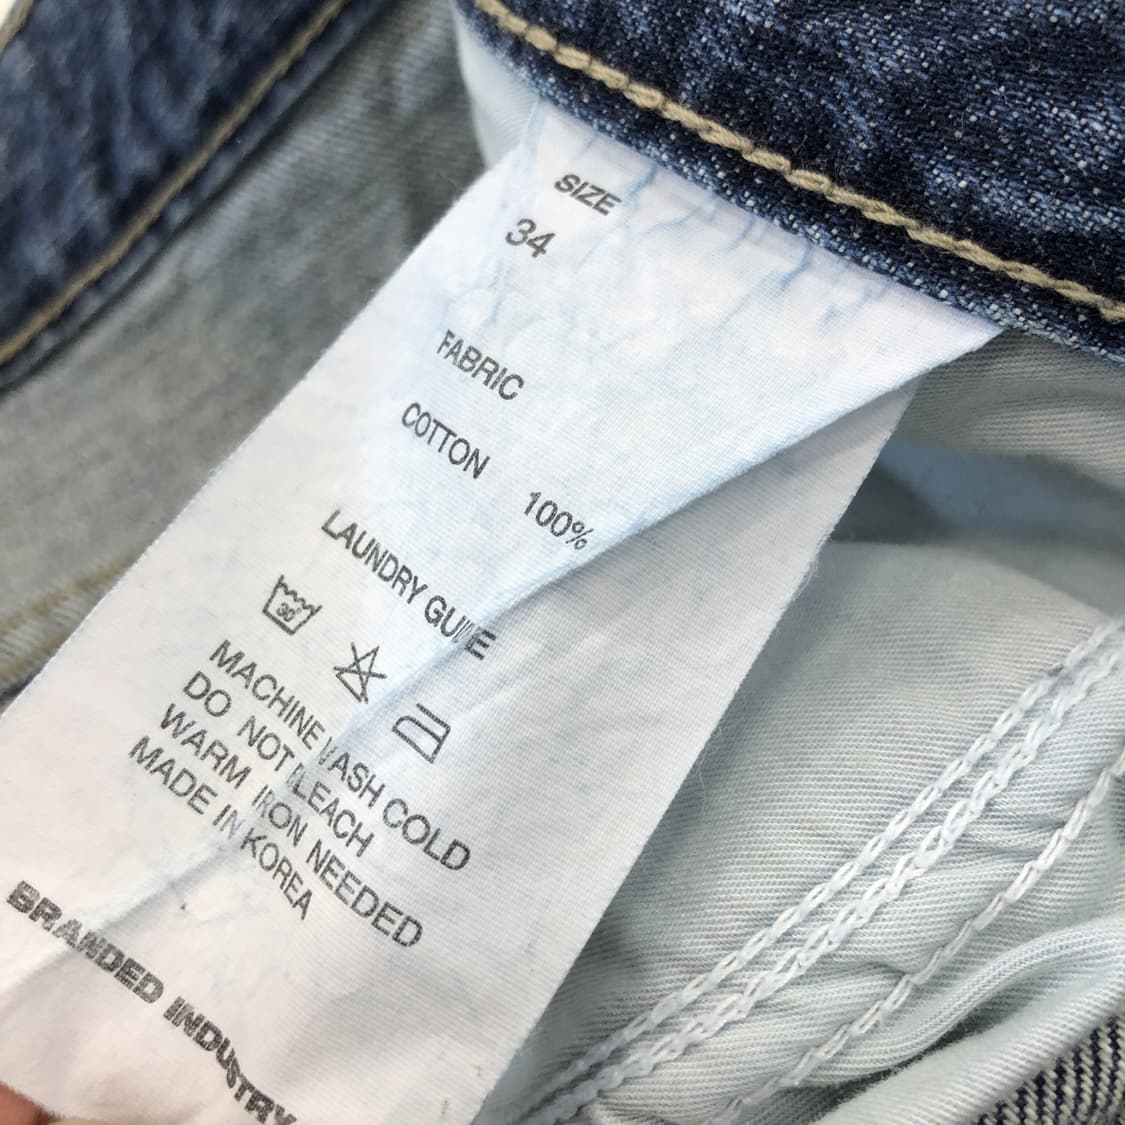 SIZE
34
FABRIC
COTTON 100%
LAUNDRY GUIDE
30°
MACHINE WASH COLD
DO NOT BLEACH
WARM IRON NEEDED
MADE IN KOREA
BRANDED INDUSTRY